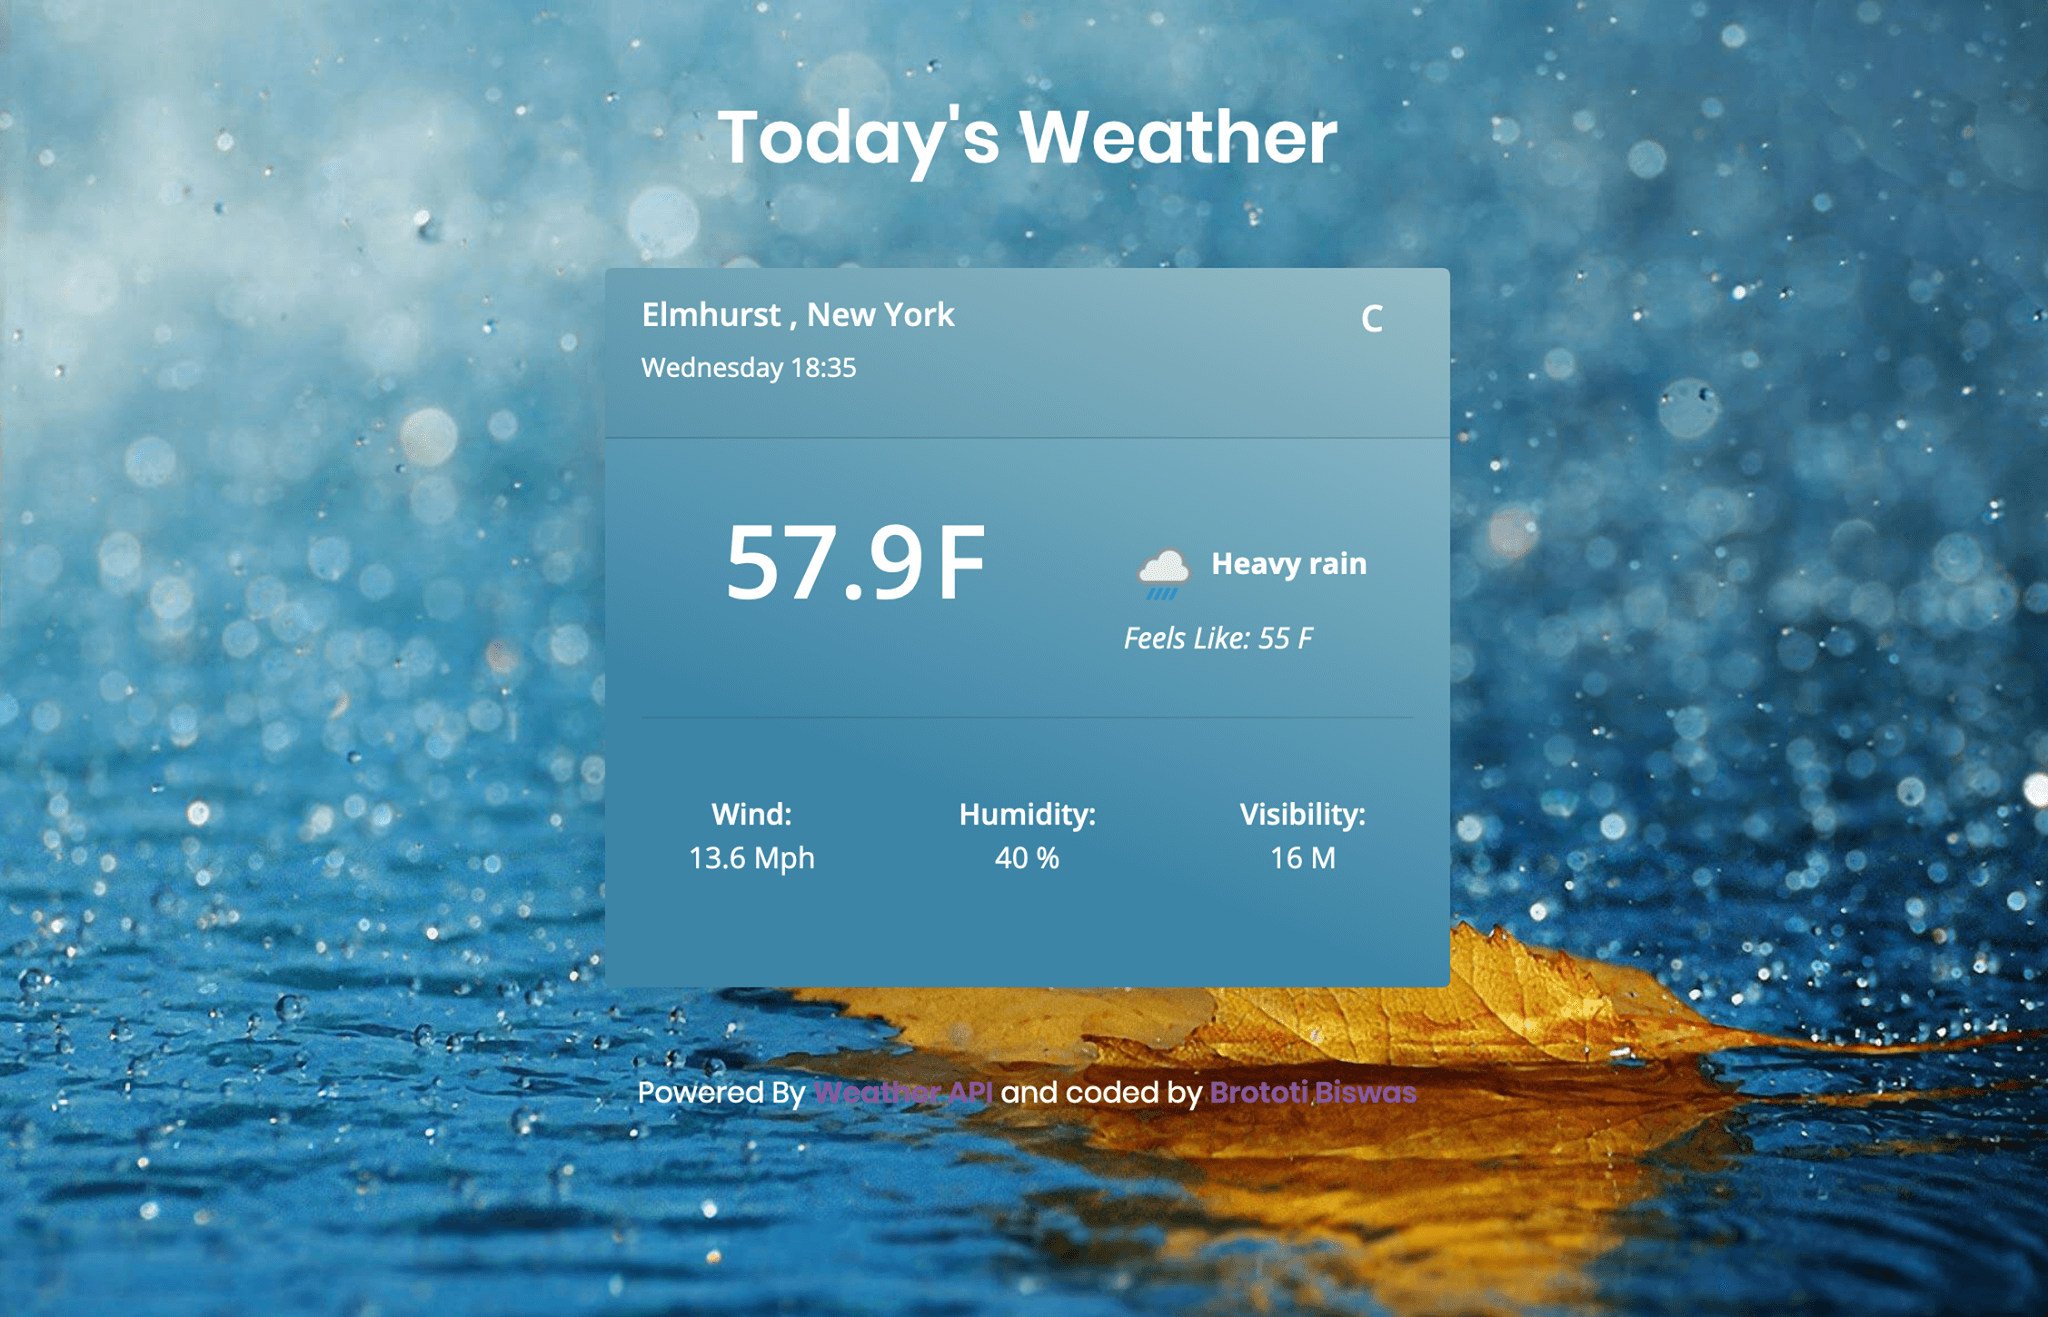 Today's Weather
Elmhurst , New York
C
Wednesday 18:35
57.9F
Heavy rain
Feels Like: 55 F
Wind:
Humidity:
Visibility:
13.6 Mph
40 %
16 M
Powered By Weather API and coded by Brototi Biswas